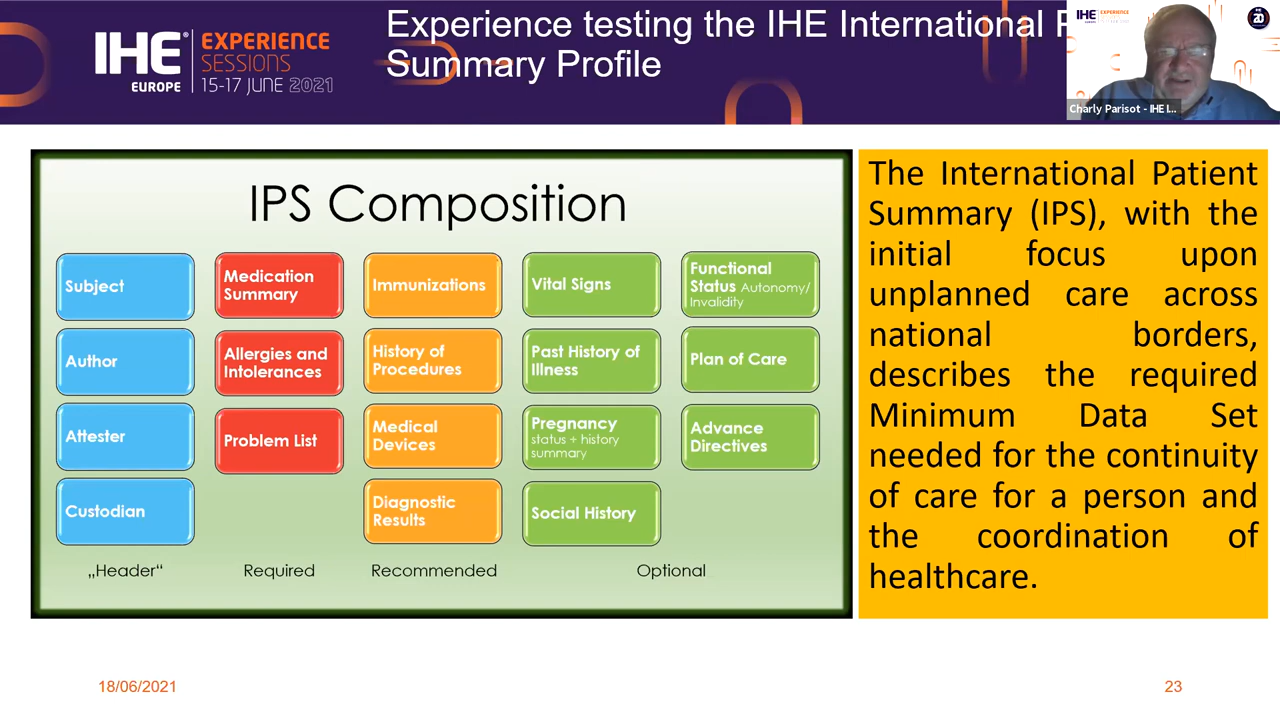 IHE® EXPERIENCE
SESSIONS
EUROPE 15-17 JUNE 2021
Experience testing the IHE International P
Summary Profile
IHE EXPERIENCE
20
Charly Parisot - IHE I...
IPS Composition
Subject
Author
Attester
Custodian
„Header“
Medication
Summary
Allergies and
Intolerances
Problem List
Required
Immunizations
History of
Procedures
Medical
Devices
Diagnostic
Results
Recommended
Vital Signs
Past History of
Illness
Pregnancy
status + history
summary
Social History
Functional
Status Autonomy/
Invalidity
Plan of Care
Advance
Directives
Optional
The International Patient
Summary (IPS), with the
initial focus upon
unplanned care across
national borders,
describes the required
Minimum Data Set
needed for the continuity
of care for a person and
the coordination of
healthcare.
18/06/2021
23